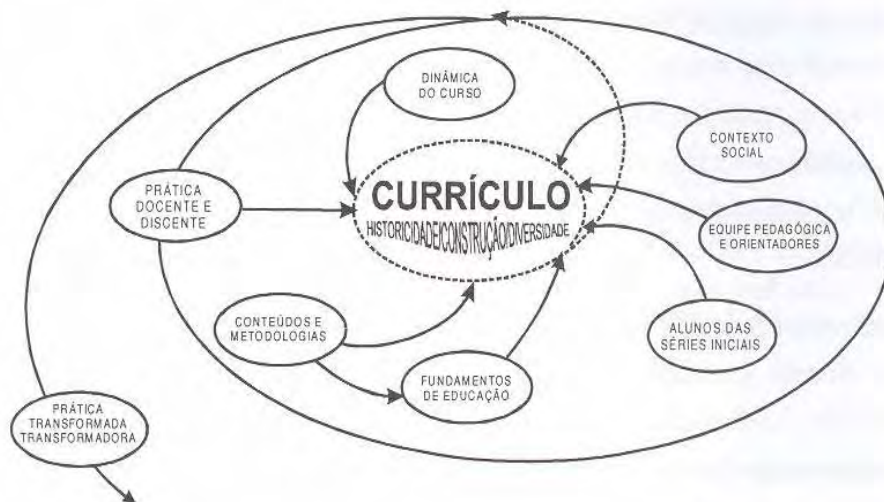 DINÂMICA
DO CURSO
CONTEXTO
SOCIAL
PRÁTICA
DOCENTE E
DISCENTE
CURRÍCULO
HISTORICIDADE/CONSTRUÇÃO/DIVERSIDADE
EQUIPE PEDAGÓGICA
E ORIENTADORES
CONTEÚDOS E
METODOLOGIAS
ALUNOS DAS
SÉRIES INICIAIS
FUNDAMENTOS
DE EDUCAÇÃO
PRÁTICA
TRANSFORMADA
TRANSFORMADORA